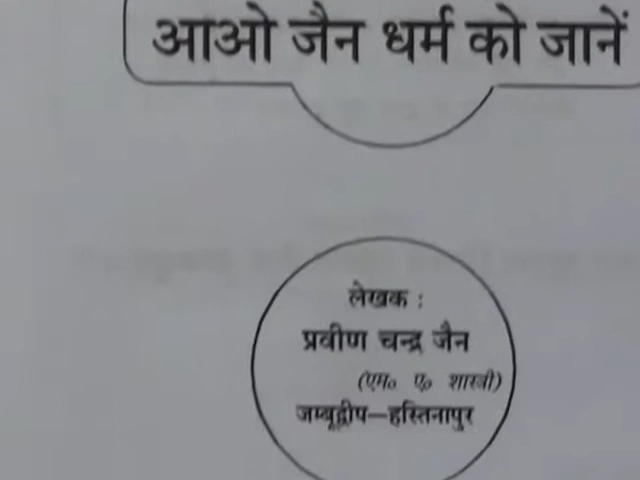 आओ जैन धर्म को जानें
लेखक :
प्रवीण चन्द्र जैन
(एम० ए० शास्त्री)
जम्बूद्वीप–हस्तिनापुर